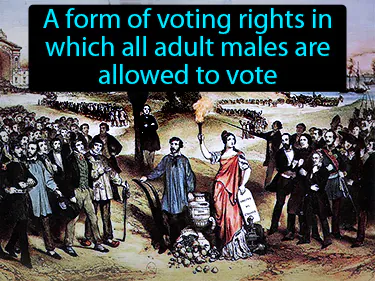 A form of voting rights in
which all adult males are
allowed to vote